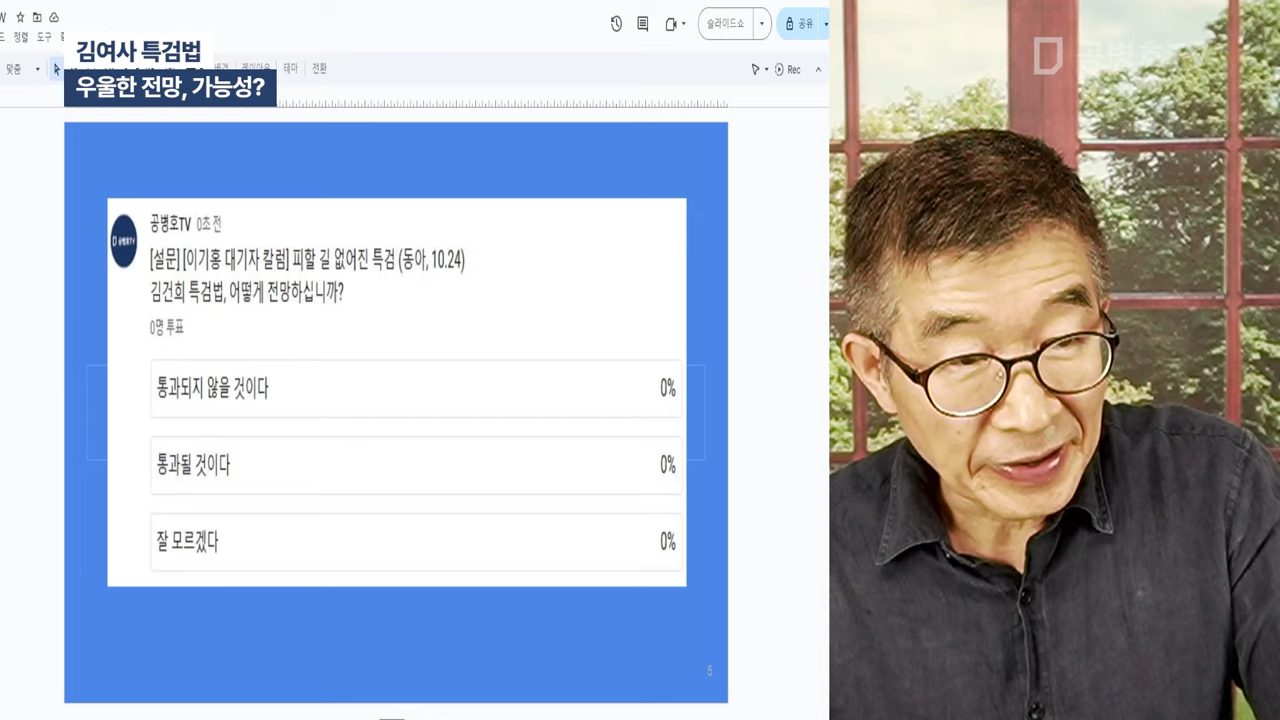 슬라이드쇼
공유
정렬 도구
김여사 특검법
우울한 전망, 가능성?
맞춤
테마
전환
Rec
공병호TV
공병호TV 0초 전
[설문] [이기홍 대기자 칼럼] 피할 길 없어진 특검 (동아, 10.24)
김건희 특검법, 어떻게 전망하십니까?
0명 투표
통과되지 않을 것이다 0%
통과될 것이다 0%
잘 모르겠다 0%
5